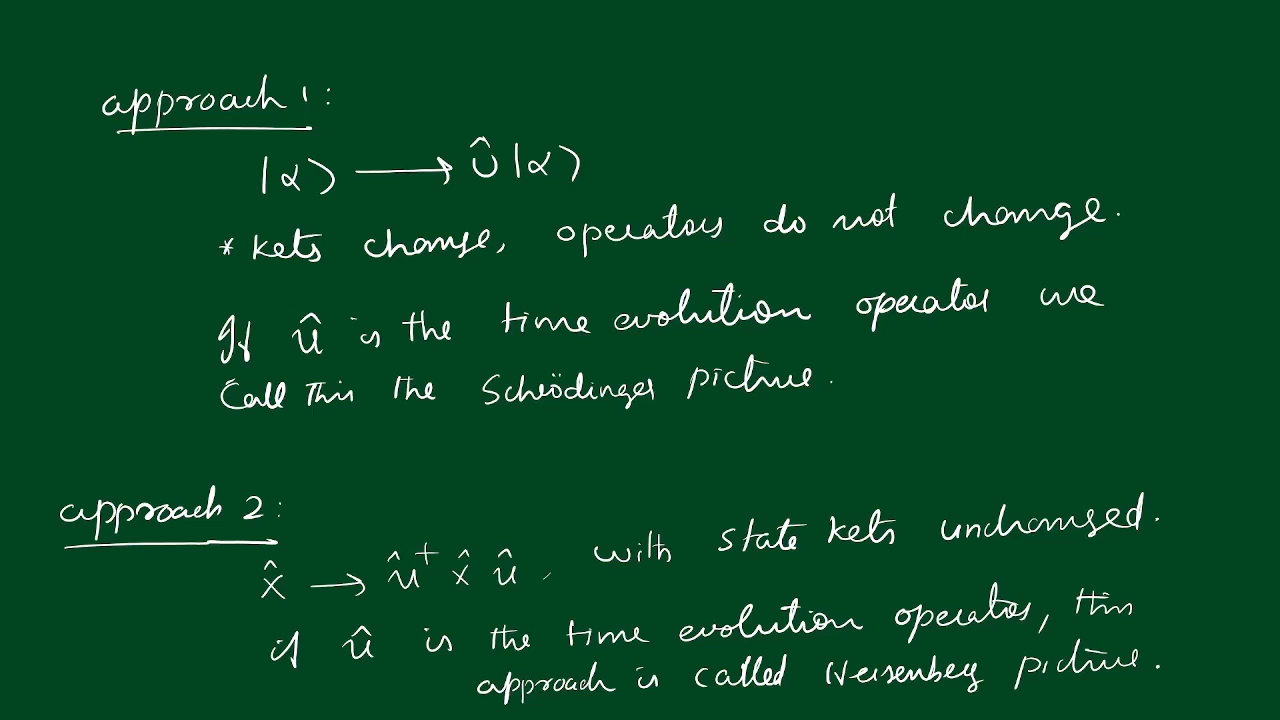 approach 1:
|α⟩ ⟶ Û|α⟩
* kets change, operators do not change.
If û is the time evolution operator we
Call this the Schrödinger picture.
approach 2:
x̂ → û⁺ x̂ û, with state kets unchanged.
if û is the time evolution operator, this
approach is called Heisenberg picture.